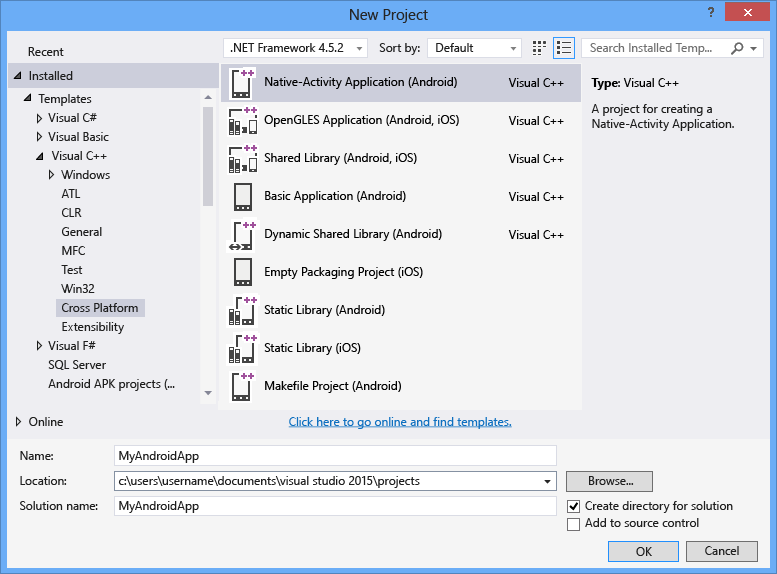 New Project
?
Recent
.NET Framework 4.5.2
Sort by:
Default
Search Installed Temp...
Installed
Templates
Visual C#
Visual Basic
Visual C++
Windows
ATL
CLR
General
MFC
Test
Win32
Cross Platform
Extensibility
Visual F#
SQL Server
Android APK projects (...
Online
Native-Activity Application (Android) Visual C++
OpenGLES Application (Android, iOS) Visual C++
Shared Library (Android, iOS) Visual C++
Basic Application (Android) Visual C++
Dynamic Shared Library (Android) Visual C++
Empty Packaging Project (iOS)
Static Library (Android)
Static Library (iOS)
Makefile Project (Android)
Click here to go online and find templates.
Type: Visual C++
A project for creating a
Native-Activity Application.
Name: MyAndroidApp
Location: c:\users\username\documents\visual studio 2015\projects
Browse...
Solution name: MyAndroidApp
Create directory for solution
Add to source control
OK
Cancel